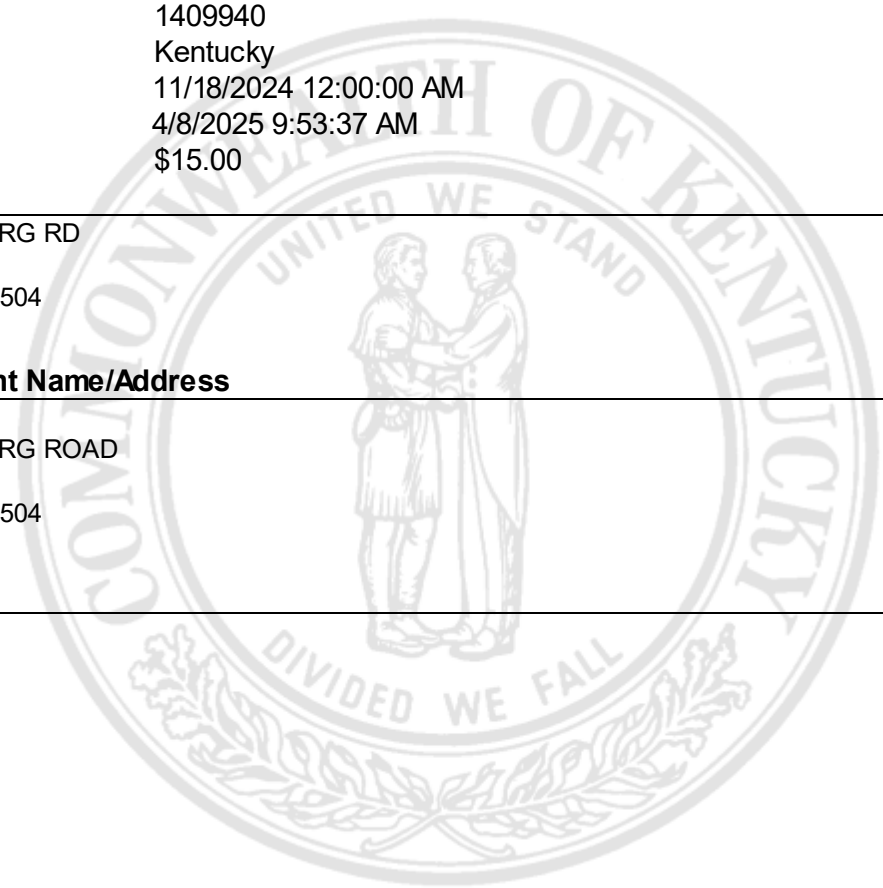 1409940
Kentucky
11/18/2024 12:00:00 AM
4/8/2025 9:53:37 AM
$15.00
RG RD
504
nt Name/Address
RG ROAD
504
COMMONWEALTH OF KENTUCKY
UNITED WE STAND
DIVIDED WE FALL